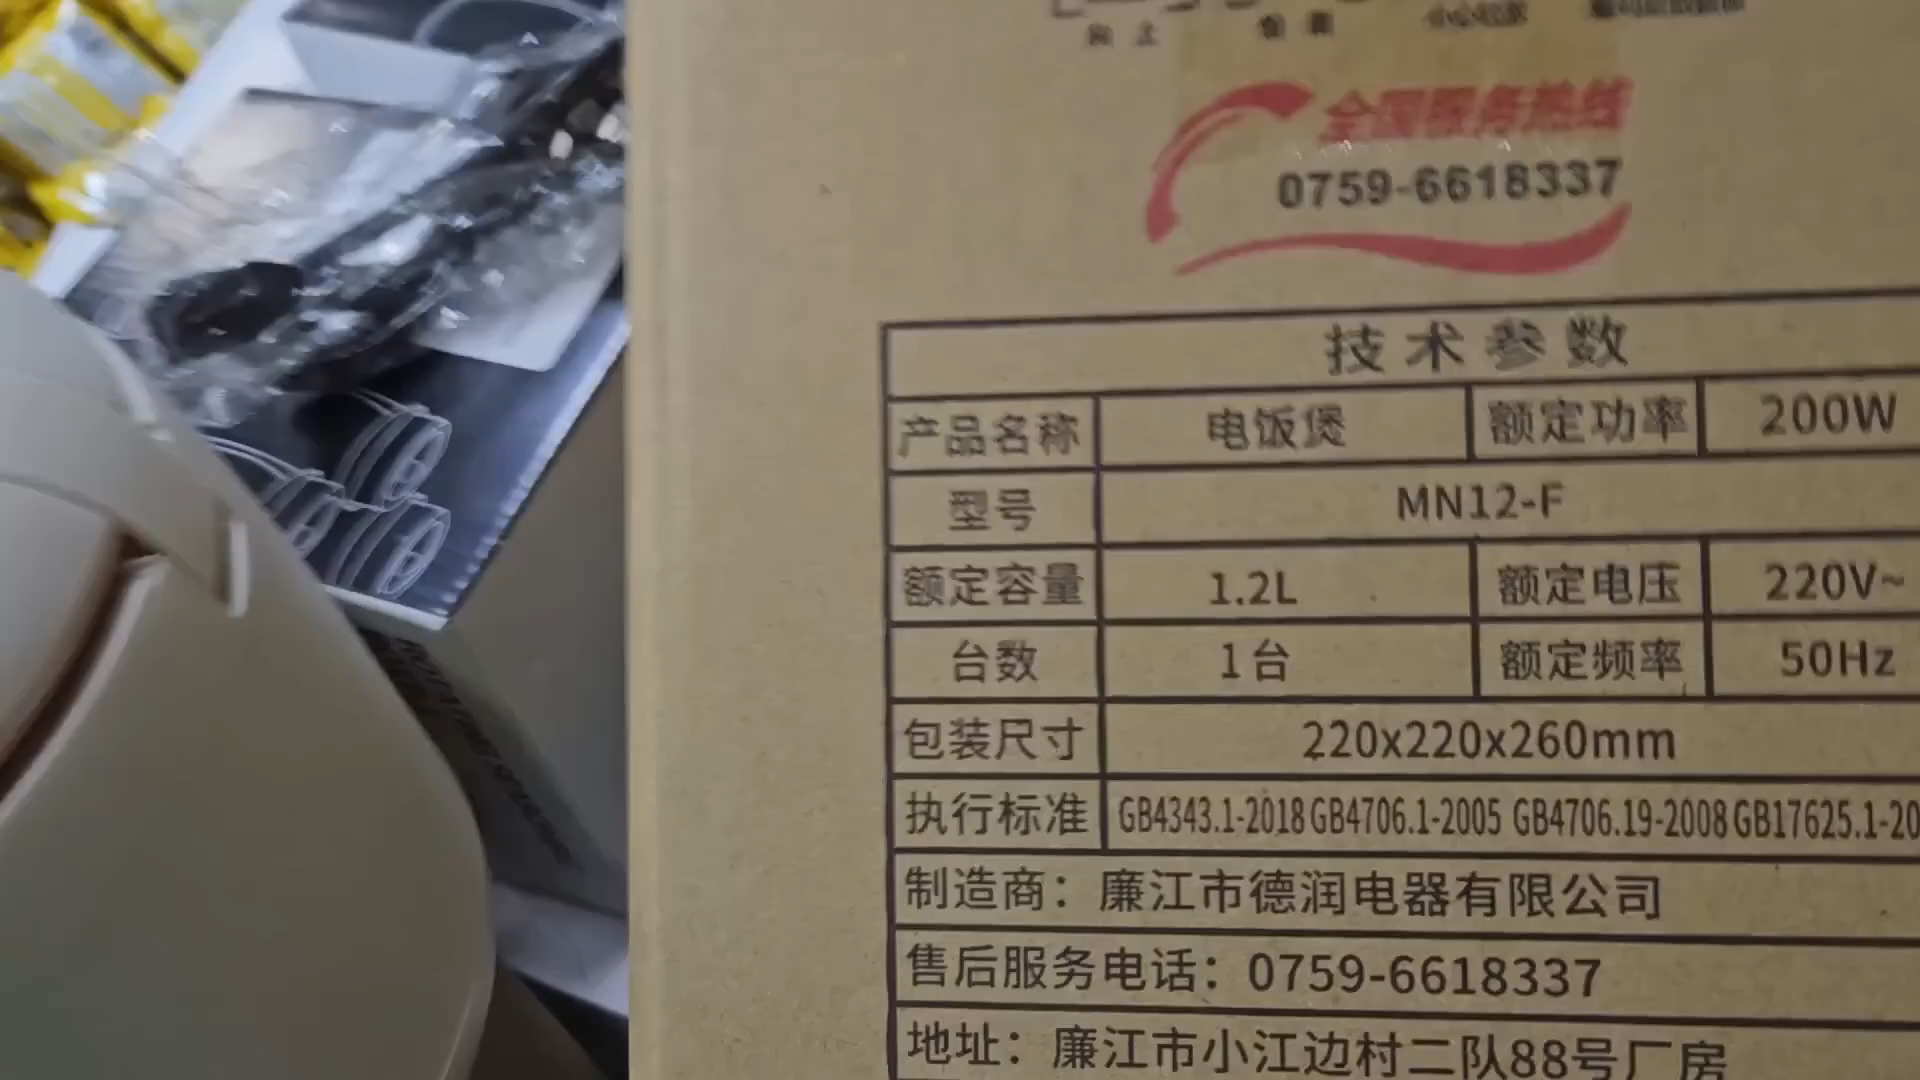 向上
全国服务热线
0759-6618337
技术参数
产品名称 电饭煲 额定功率 200W
型号 MN12-F
额定容量 1.2L 额定电压 220V~
台数 1台 额定频率 50Hz
包装尺寸 220x220x260mm
执行标准 GB4343.1-2018 GB4706.1-2005 GB4706.19-2008 GB17625.1-20
制造商：廉江市德润电器有限公司
售后服务电话：0759-6618337
地址：廉江市小江边村二队88号厂房